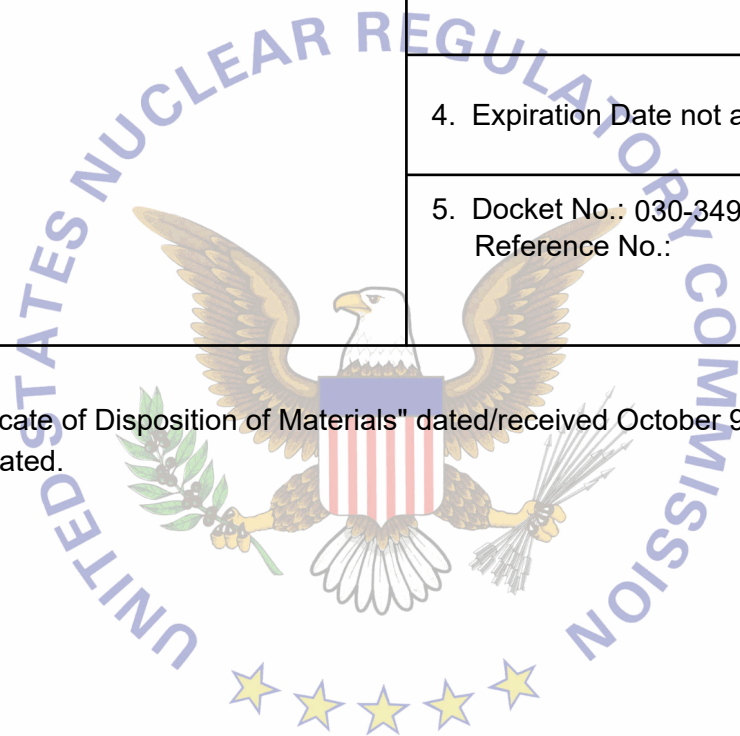 UNITED STATES NUCLEAR REGULATORY COMMISSION
4. Expiration Date not a
5. Docket No.: 030-349
Reference No.:
cate of Disposition of Materials" dated/received October 9
ated.